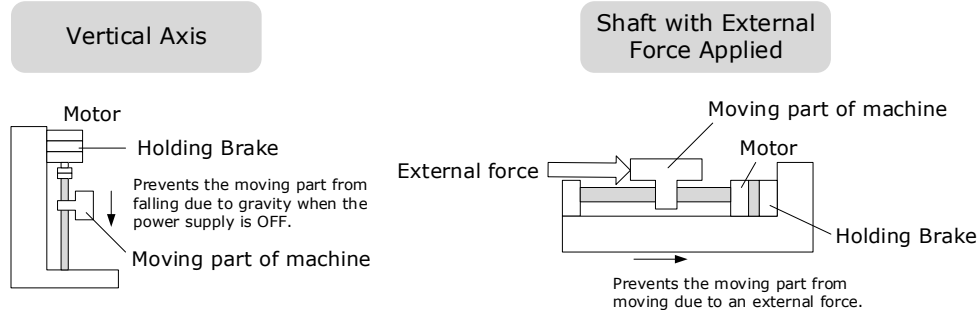 Vertical Axis
Motor
Holding Brake
Prevents the moving part from
falling due to gravity when the
power supply is OFF.
Moving part of machine
Shaft with External
Force Applied
Moving part of machine
Motor
External force
Holding Brake
Prevents the moving part from
moving due to an external force.